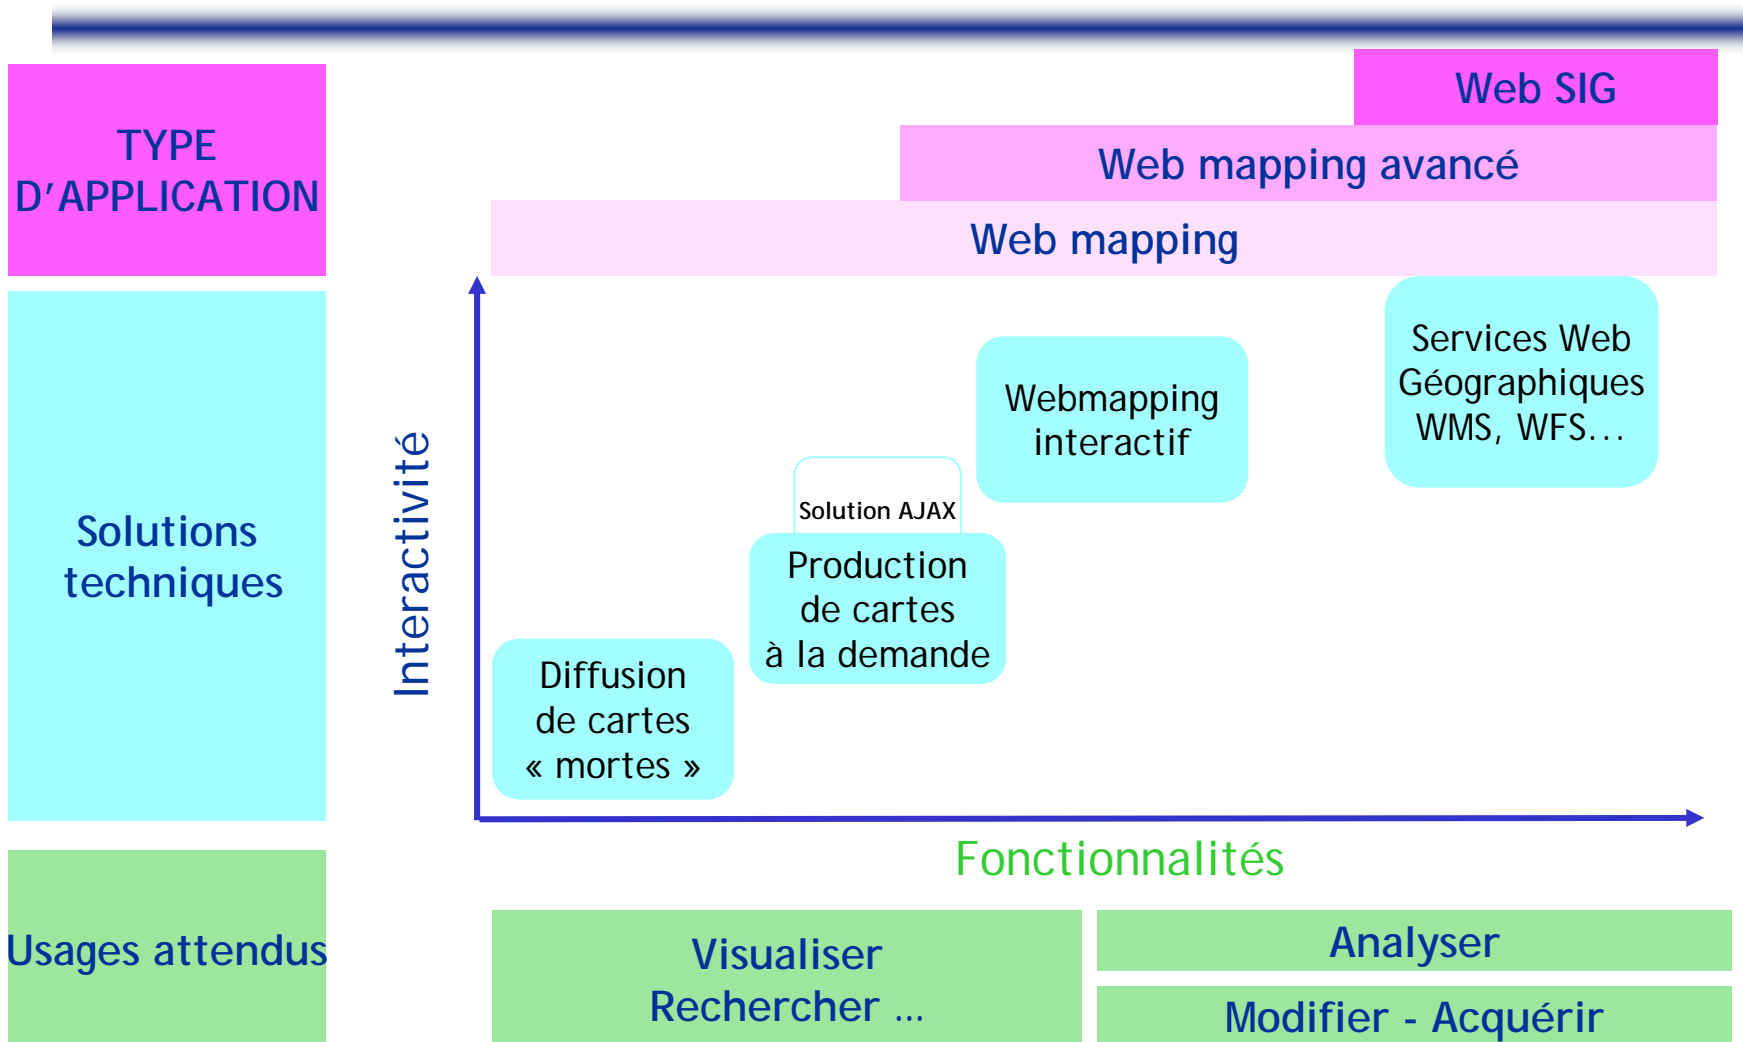 TYPE
D’APPLICATION
Web SIG
Web mapping avancé
Web mapping
Solutions
techniques
Interactivité
Services Web
Géographiques
WMS, WFS...
Webmapping
interactif
Solution AJAX
Production
de cartes
à la demande
Diffusion
de cartes
« mortes »
Fonctionnalités
Usages attendus
Visualiser
Rechercher ...
Analyser
Modifier - Acquérir